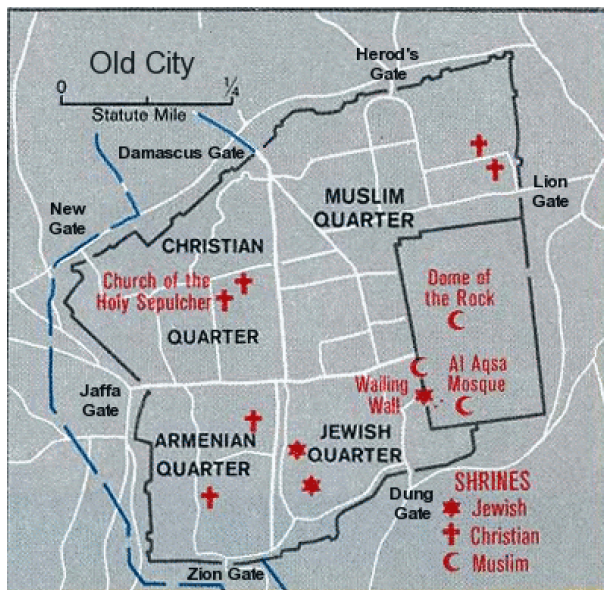 Old City
0 1/4
Statute Mile
Herod's
Gate
Damascus Gate
New
Gate
Lion
Gate
MUSLIM
QUARTER
CHRISTIAN
Church of the
Holy Sepulcher
QUARTER
Dome of
the Rock
Al Aqsa
Mosque
Wailing
Wall
Jaffa
Gate
ARMENIAN
QUARTER
JEWISH
QUARTER
Dung
Gate
Zion Gate
SHRINES
Jewish
Christian
Muslim